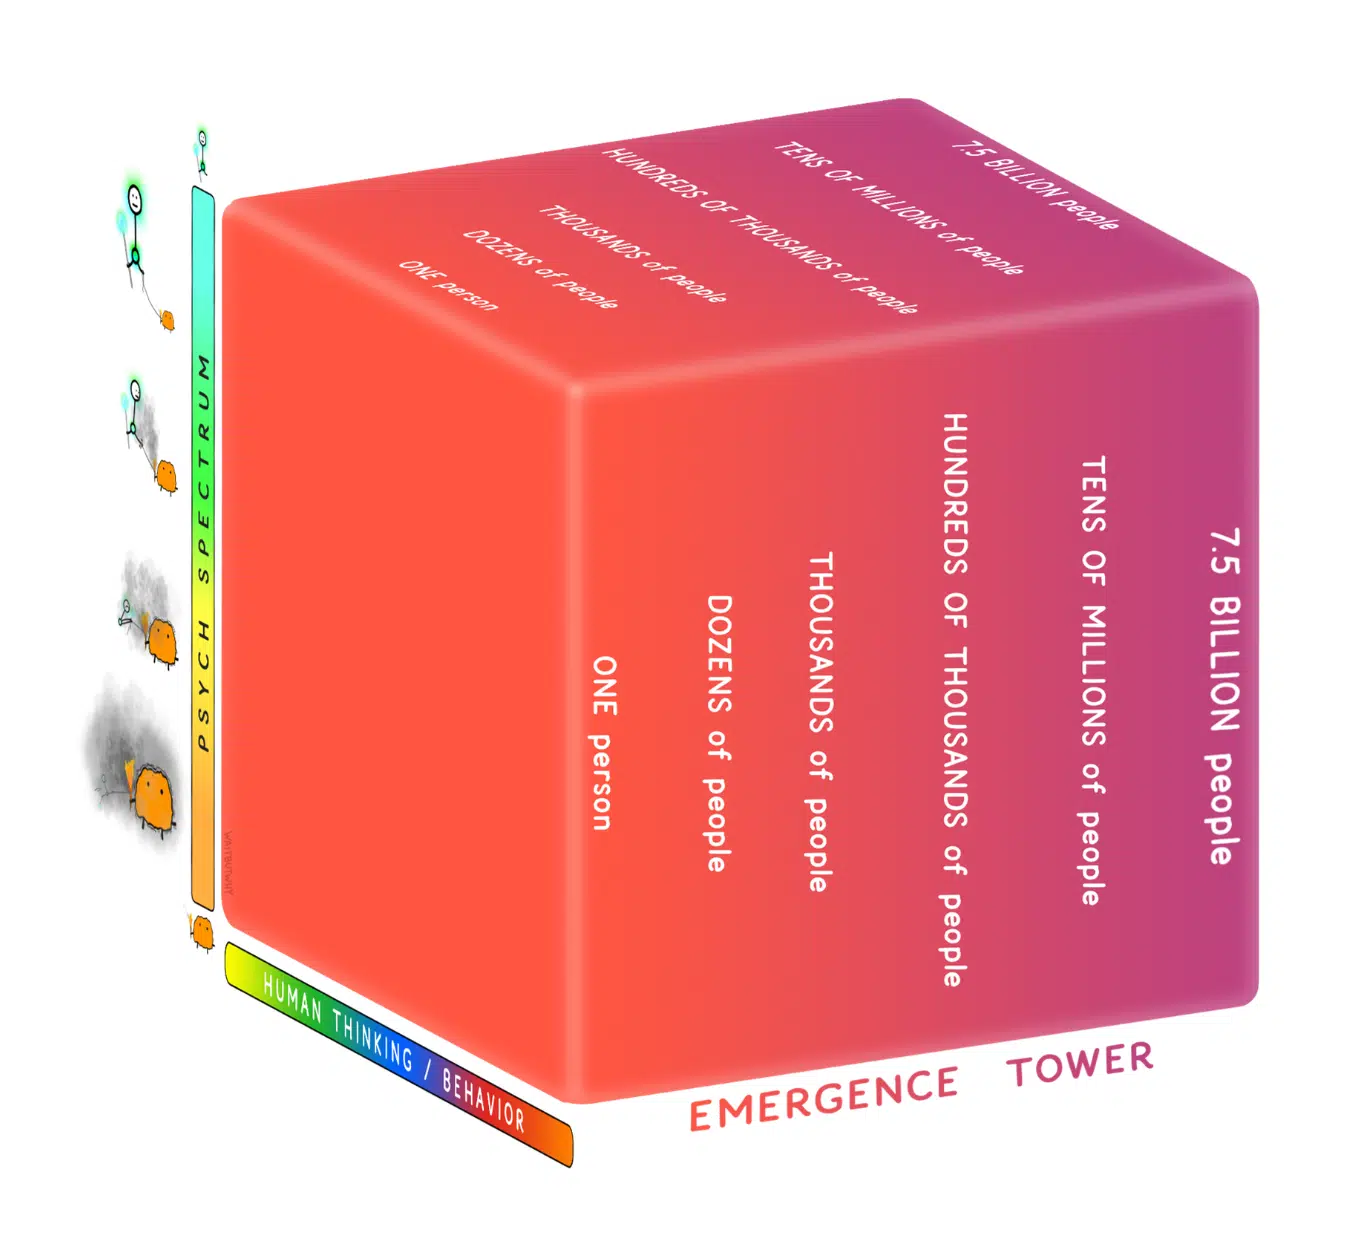 7.5 BILLION people
TENS OF MILLIONS of people
HUNDREDS OF THOUSANDS of people
THOUSANDS of people
DOZENS of people
ONE person
PSYCH SPECTRUM
ONE person
DOZENS of people
THOUSANDS of people
HUNDREDS OF THOUSANDS of people
TENS OF MILLIONS of people
7.5 BILLION people
WAITBUTWHY
HUMAN THINKING / BEHAVIOR
EMERGENCE TOWER